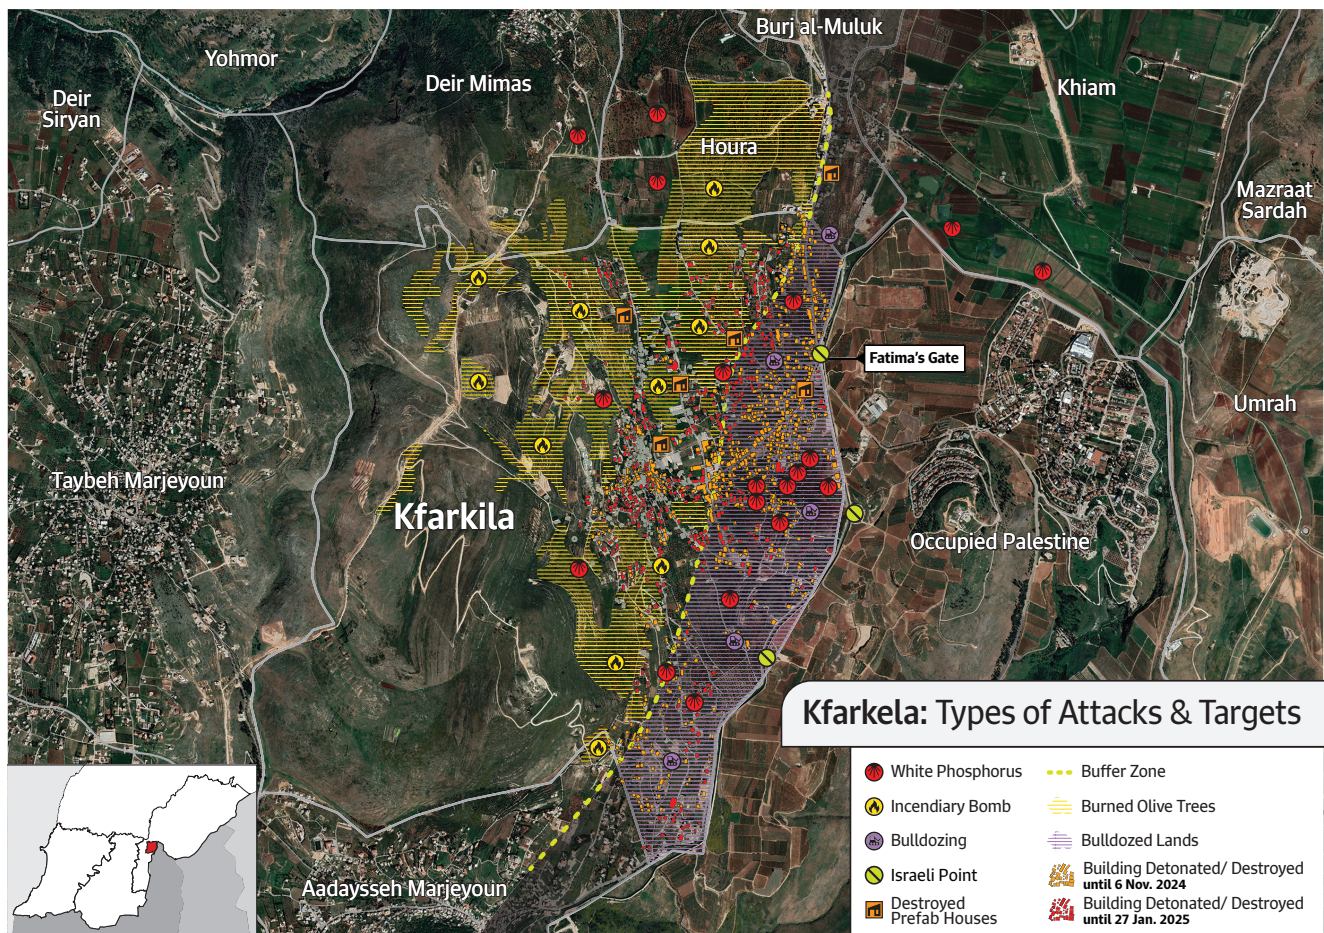 Burj al-Muluk
Yohmor
Deir Mimas
Khiam
Deir
Siryan
Houra
Mazraat
Sardah
Fatima's Gate
Umrah
Taybeh Marjeyoun
Kfarkila
Occupied Palestine
Aadaysseh Marjeyoun
Kfarkela: Types of Attacks & Targets
White Phosphorus
Incendiary Bomb
Bulldozing
Israeli Point
Destroyed
Prefab Houses
Buffer Zone
Burned Olive Trees
Bulldozed Lands
Building Detonated/ Destroyed
until 6 Nov. 2024
Building Detonated/ Destroyed
until 27 Jan. 2025